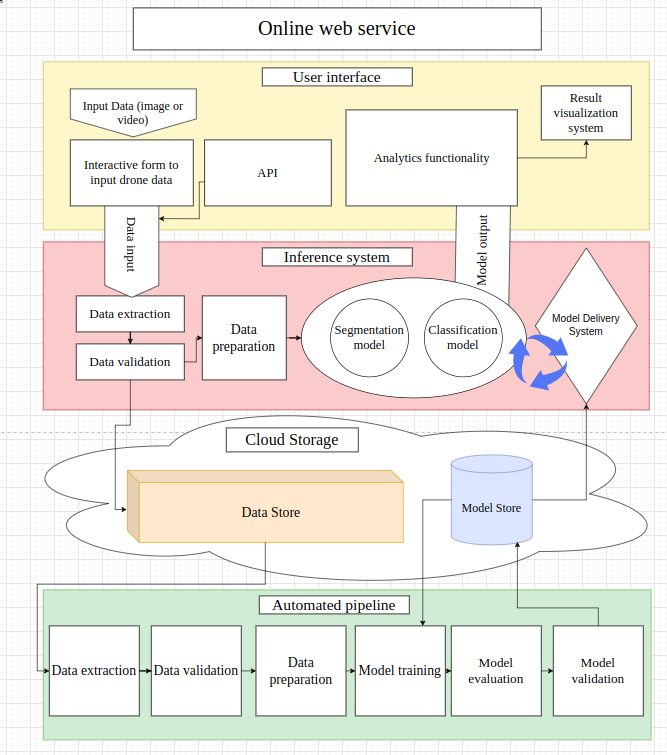 Online web service
User interface
Input Data (image or
video)
Result
visualization
system
Interactive form to
input drone data
API
Analytics functionality
Data input
Model output
Inference system
Data extraction
Data validation
Data
preparation
Segmentation
model
Classification
model
Model Delivery
System
Cloud Storage
Data Store
Model Store
Automated pipeline
Data extraction
Data validation
Data
preparation
Model training
Model
evaluation
Model
validation